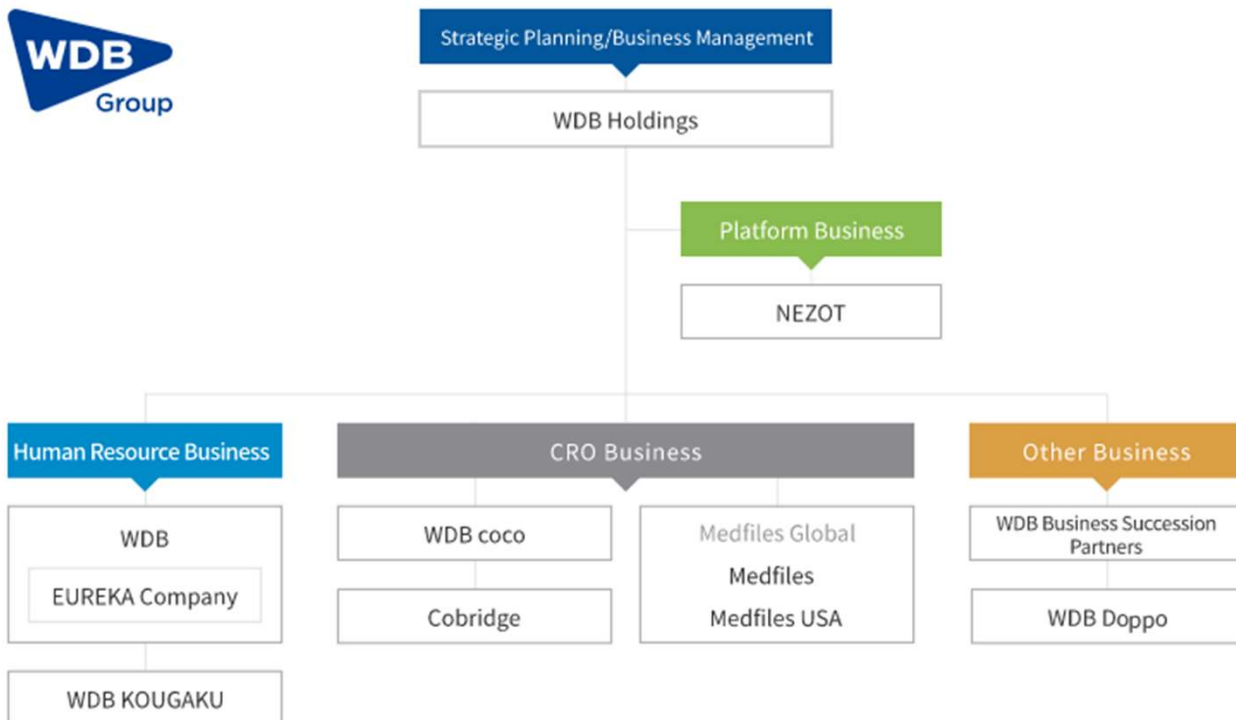 WDB
Group
Strategic Planning/Business Management
WDB Holdings
Platform Business
NEZOT
Human Resource Business
WDB
EUREKA Company
WDB KOUGAKU
CRO Business
WDB coco
Cobridge
Medfiles Global
Medfiles
Medfiles USA
Other Business
WDB Business Succession
Partners
WDB Doppo